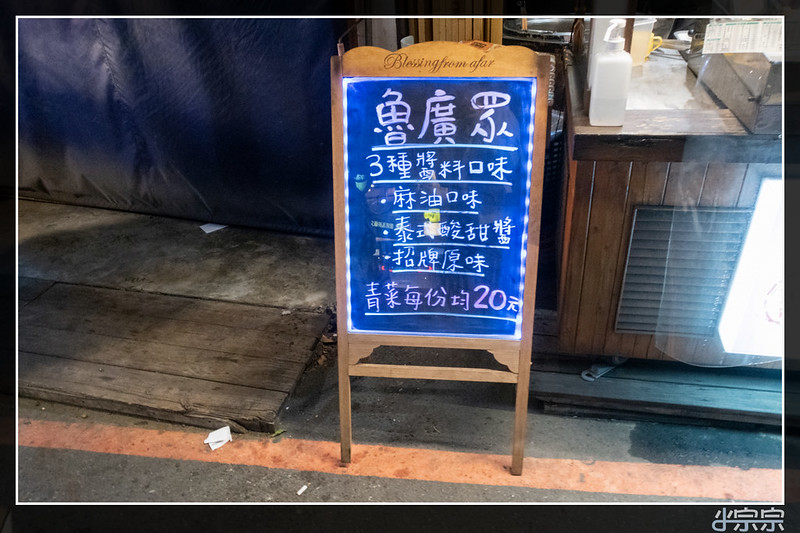 Blessing from afar
魯廣眾
3種醬料口味
·麻油口味
·泰式酸甜醬
·招牌原味
青菜每份均20元
小宗宗